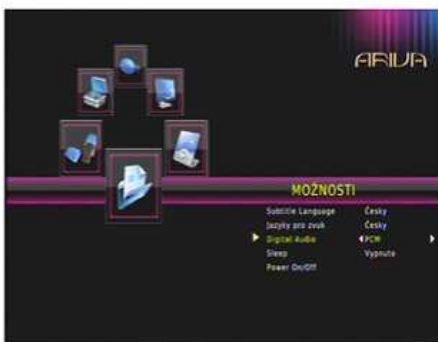 ARIVA
MOŽNOSTI
Subtitle Language Česky
Jazyky pro zvuk Česky
Digital Audio PCM
Sleep Vypnuto
Power On/Off